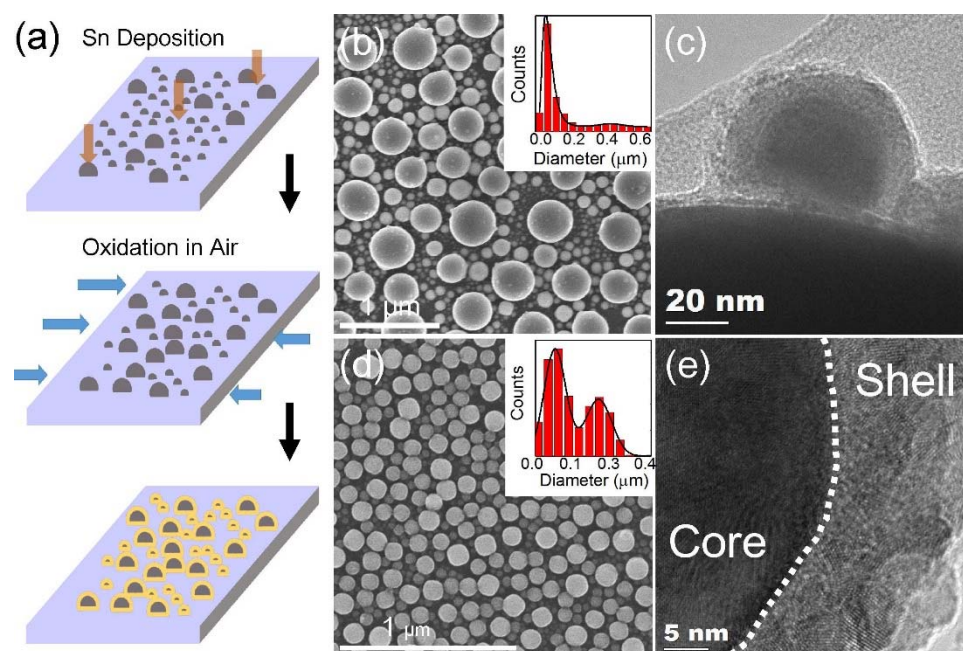 (a)
Sn Deposition
Oxidation in Air
(b)
Counts
0.0 0.2 0.4 0.6
Diameter (μm)
1 μm
(c)
20 nm
(d)
Counts
0.0 0.1 0.2 0.3 0.4
Diameter (μm)
1 μm
(e)
Shell
Core
5 nm